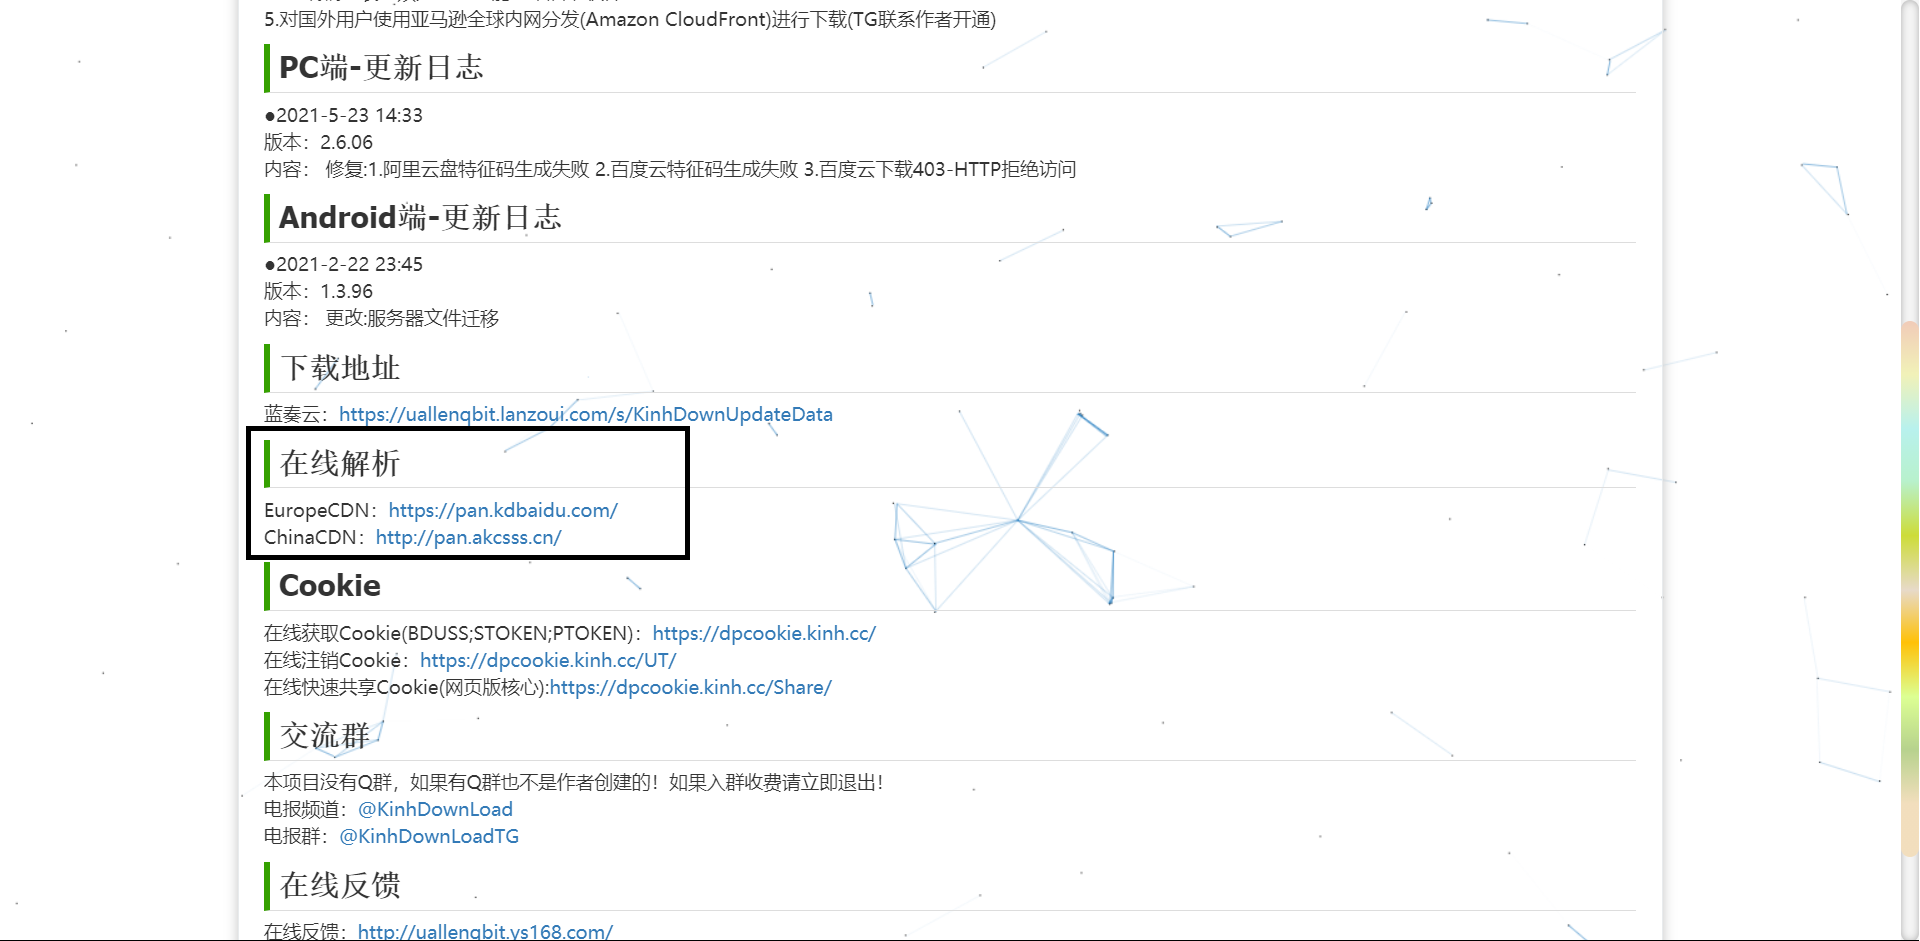 5.对国外用户使用亚马逊全球内网分发(Amazon CloudFront)进行下载(TG联系作者开通)
PC端-更新日志
●2021-5-23 14:33
版本：2.6.06
内容： 修复:1.阿里云盘特征码生成失败 2.百度云特征码生成失败 3.百度云下载403-HTTP拒绝访问
Android端-更新日志
●2021-2-22 23:45
版本：1.3.96
内容： 更改:服务器文件迁移
下载地址
蓝奏云：https://uallenqbit.lanzoui.com/s/KinhDownUpdateData
在线解析
EuropeCDN：https://pan.kdbaidu.com/
ChinaCDN：http://pan.akcsss.cn/
Cookie
在线获取Cookie(BDUSS;STOKEN;PTOKEN)：https://dpcookie.kinh.cc/
在线注销Cookie：https://dpcookie.kinh.cc/UT/
在线快速共享Cookie(网页版核心):https://dpcookie.kinh.cc/Share/
交流群
本项目没有Q群，如果有Q群也不是作者创建的！如果入群收费请立即退出！
电报频道：@KinhDownLoad
电报群：@KinhDownLoadTG
在线反馈
在线反馈：http://uallenqbit.ys168.com/